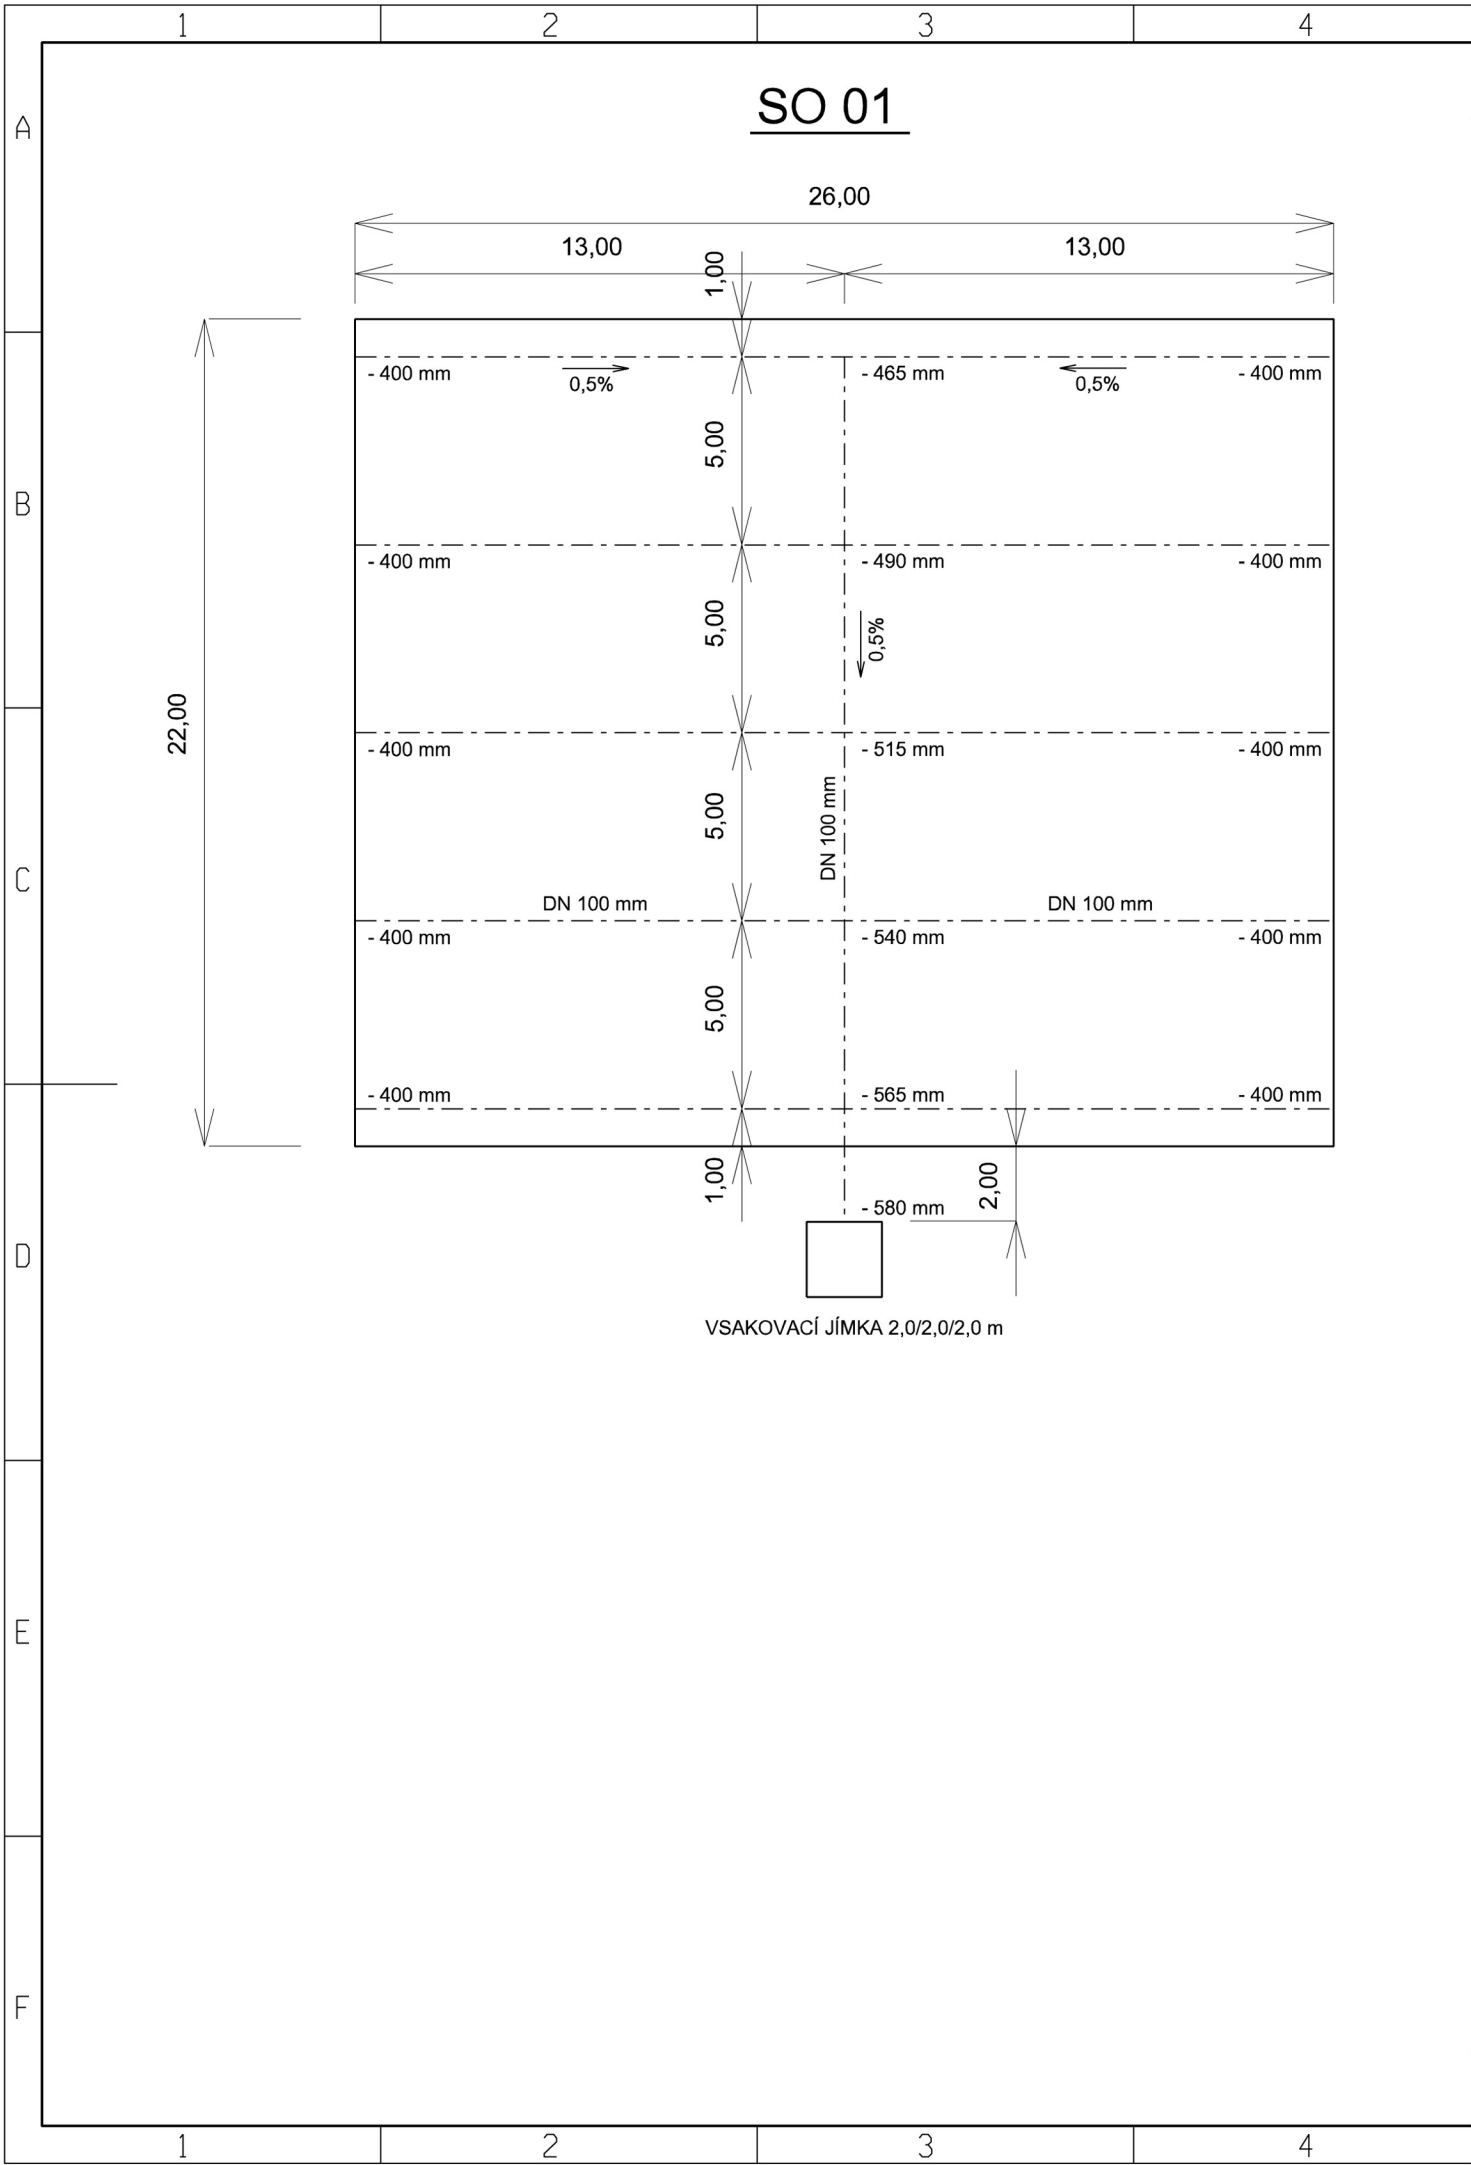 1 2 3 4
A
SO 01
26,00
13,00 1,00 13,00
- 400 mm 0,5% - 465 mm 0,5% - 400 mm
5,00
B
- 400 mm - 490 mm - 400 mm
5,00 0,5%
22,00
- 400 mm - 515 mm - 400 mm
5,00 DN 100 mm
C
DN 100 mm DN 100 mm
- 400 mm - 540 mm - 400 mm
5,00
- 400 mm - 565 mm - 400 mm
1,00 2,00
- 580 mm
D
VSAKOVACÍ JÍMKA 2,0/2,0/2,0 m
E
F
1 2 3 4